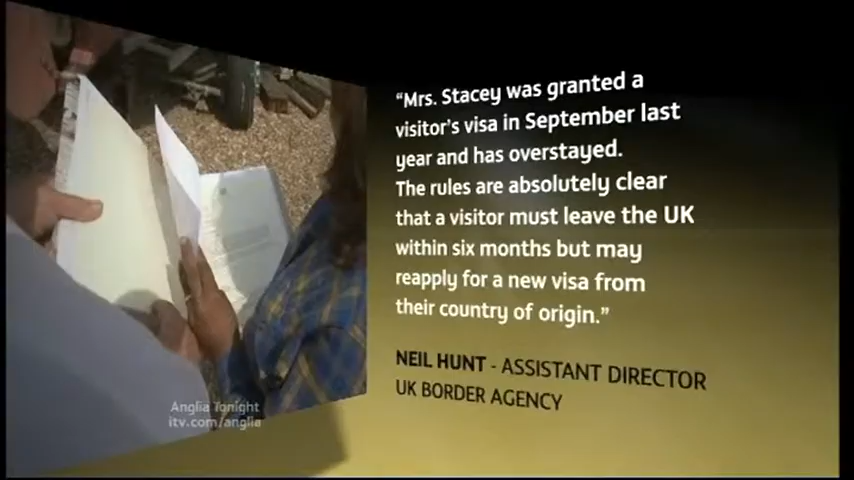 “Mrs. Stacey was granted a
visitor’s visa in September last
year and has overstayed.
The rules are absolutely clear
that a visitor must leave the UK
within six months but may
reapply for a new visa from
their country of origin.”
NEIL HUNT - ASSISTANT DIRECTOR
UK BORDER AGENCY
Anglia Tonight
itv.com/anglia